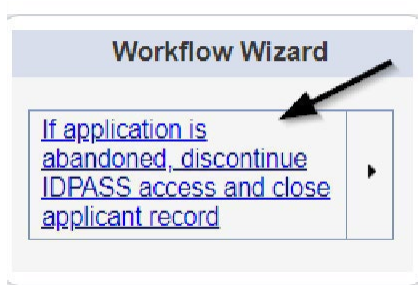 Workflow Wizard
If application is
abandoned, discontinue
IDPASS access and close
applicant record